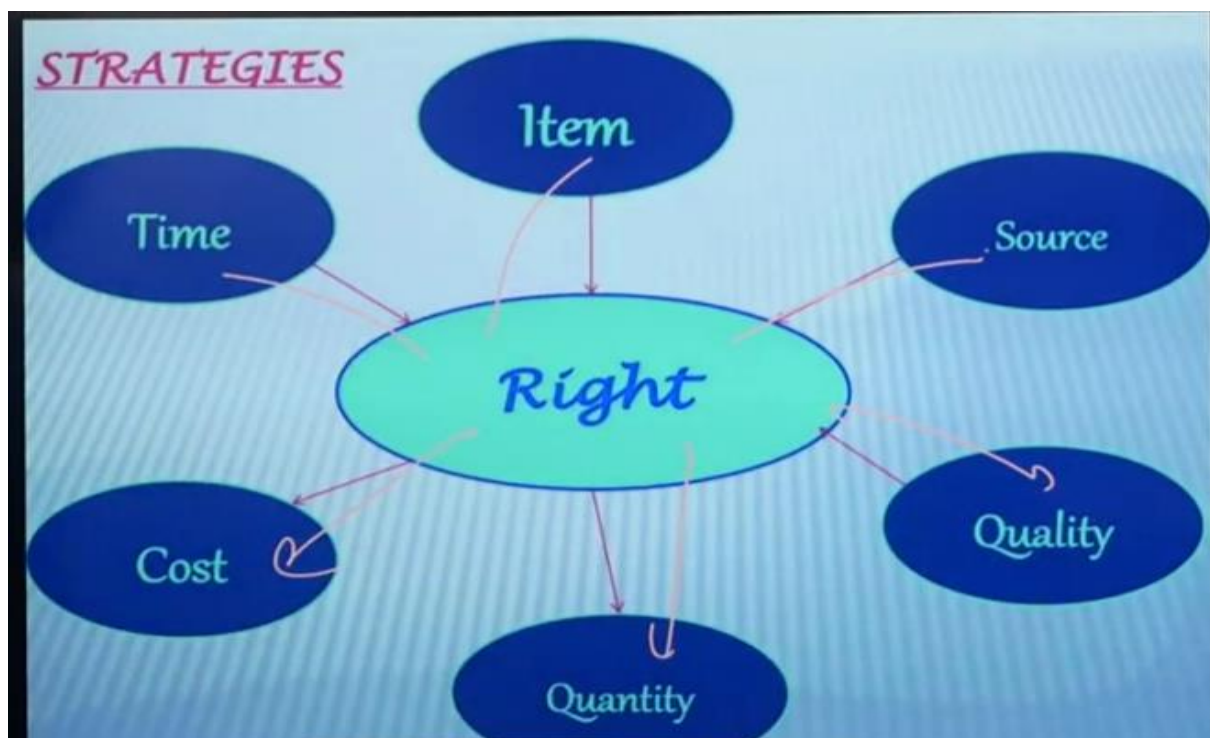 STRATEGIES
Item
Time
Source
Right
Cost
Quality
Quantity